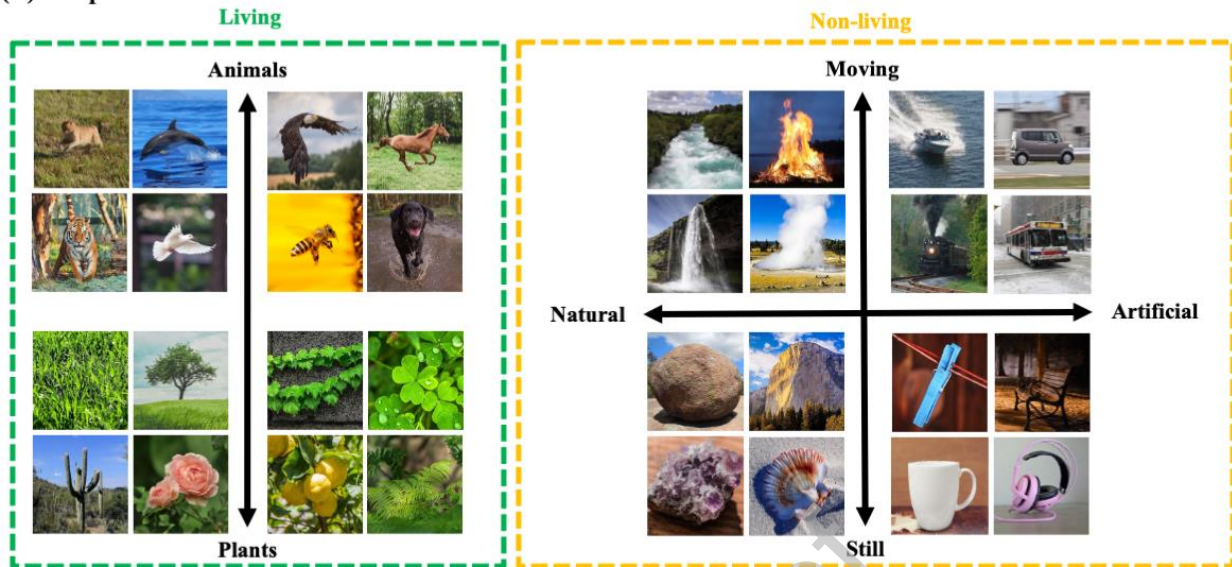 Living
Non-living
Animals
Moving
Natural
Artificial
Plants
Still